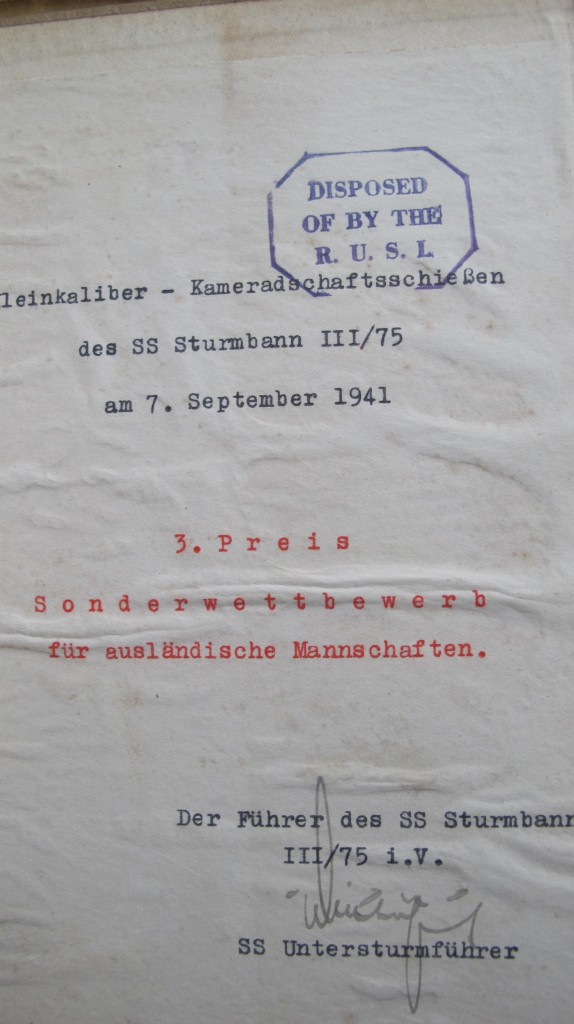 DISPOSED
OF BY THE
R. U. S. I.
leinkaliber - Kameradschaftsschießen
des SS Sturmbann III/75
am 7. September 1941
3. Preis
Sonderwettbewerb
für ausländische Mannschaften.
Der Führer des SS Sturmbann
III/75 i.V.
SS Untersturmführer